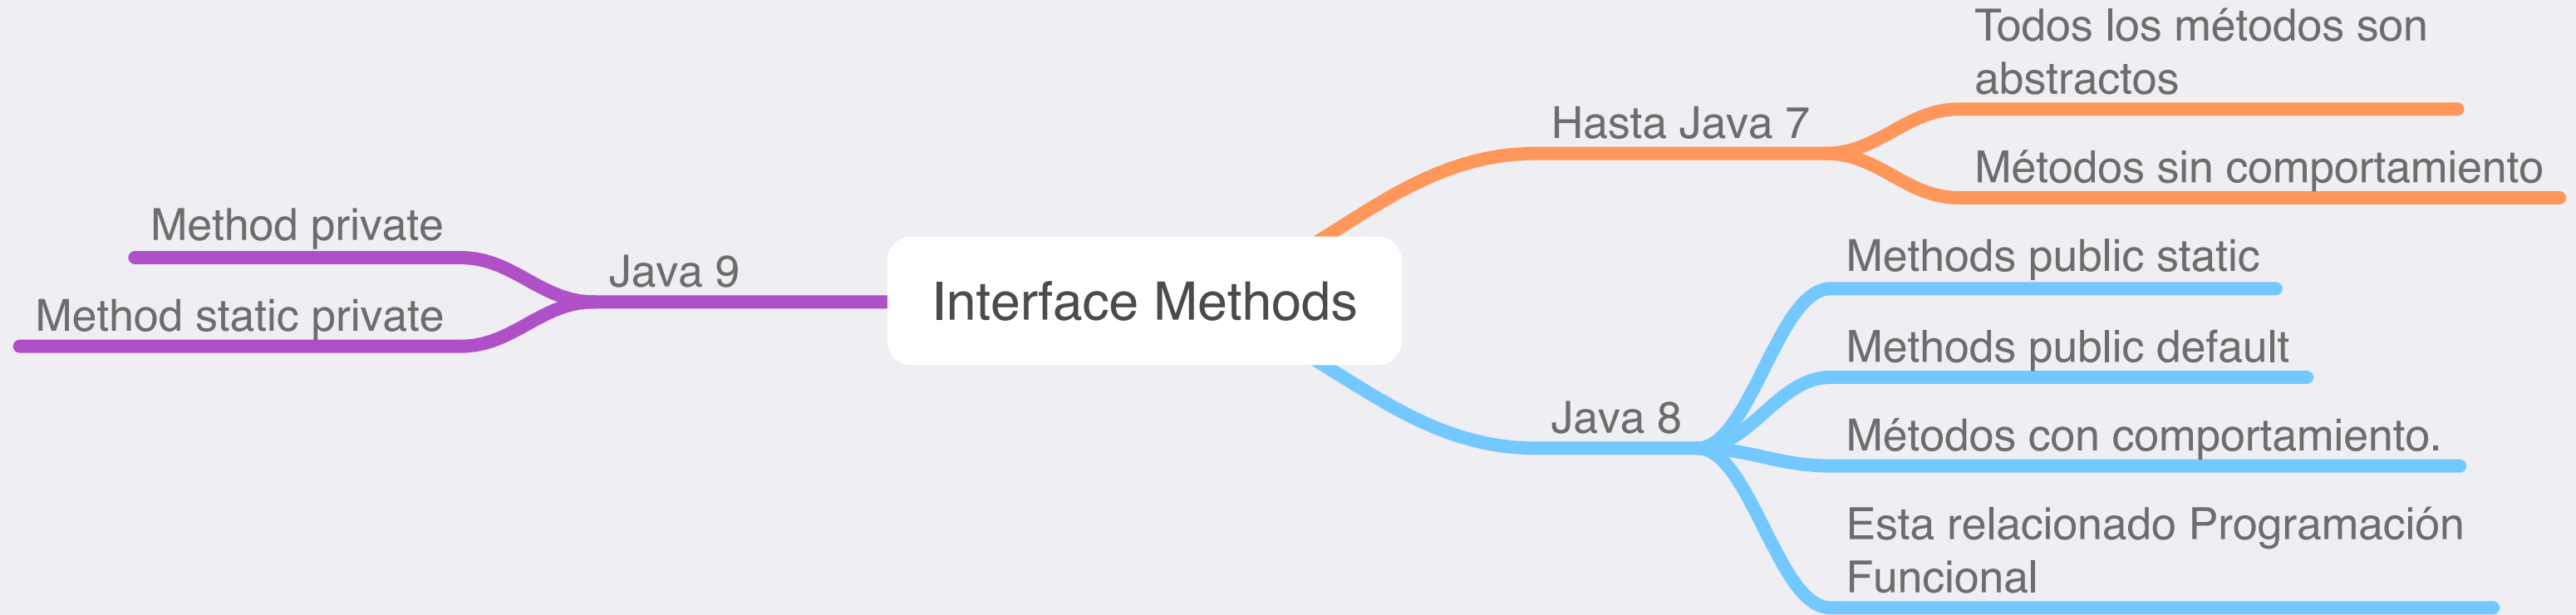 Interface Methods
Hasta Java 7
Todos los métodos son
abstractos
Métodos sin comportamiento
Java 8
Methods public static
Methods public default
Métodos con comportamiento.
Esta relacionado Programación
Funcional
Java 9
Method private
Method static private